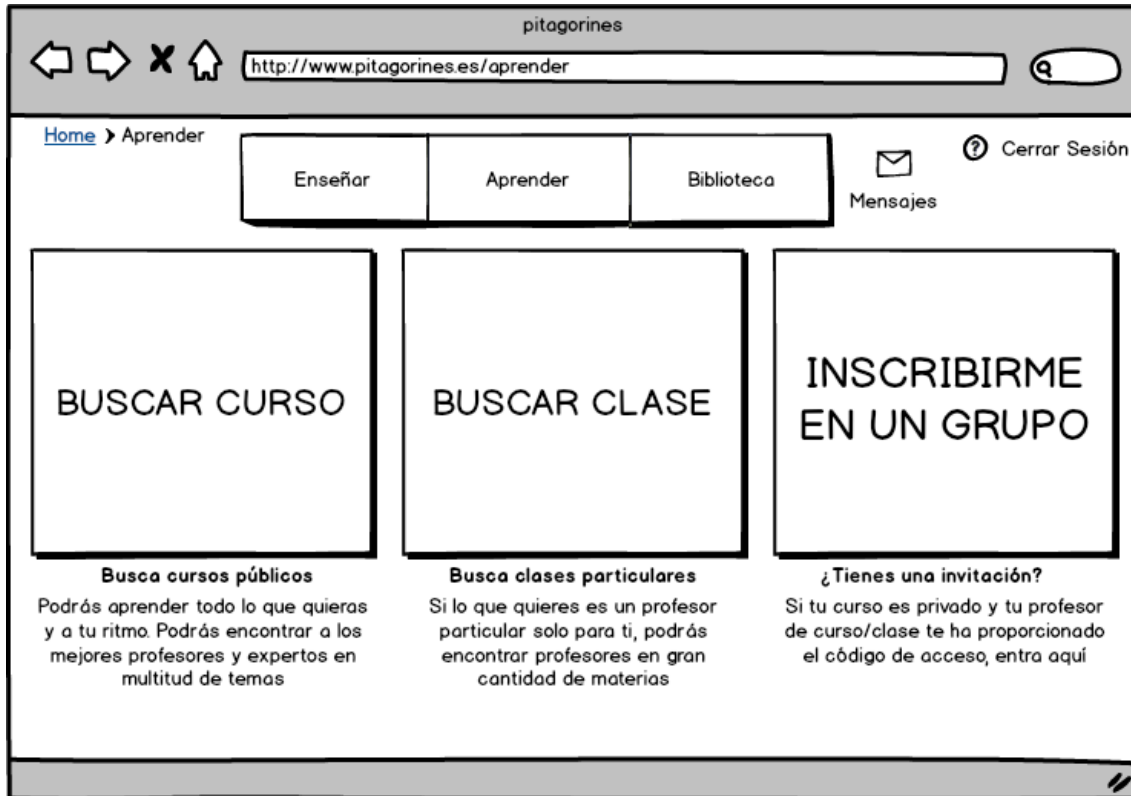 pitagorines
http://www.pitagorines.es/aprender
Home > Aprender
Enseñar
Aprender
Biblioteca
Mensajes
? Cerrar Sesión
BUSCAR CURSO
Busca cursos públicos
Podrás aprender todo lo que quieras
y a tu ritmo. Podrás encontrar a los
mejores profesores y expertos en
multitud de temas
BUSCAR CLASE
Busca clases particulares
Si lo que quieres es un profesor
particular solo para ti, podrás
encontrar profesores en gran
cantidad de materias
INSCRIBIRME
EN UN GRUPO
¿Tienes una invitación?
Si tu curso es privado y tu profesor
de curso/clase te ha proporcionado
el código de acceso, entra aquí